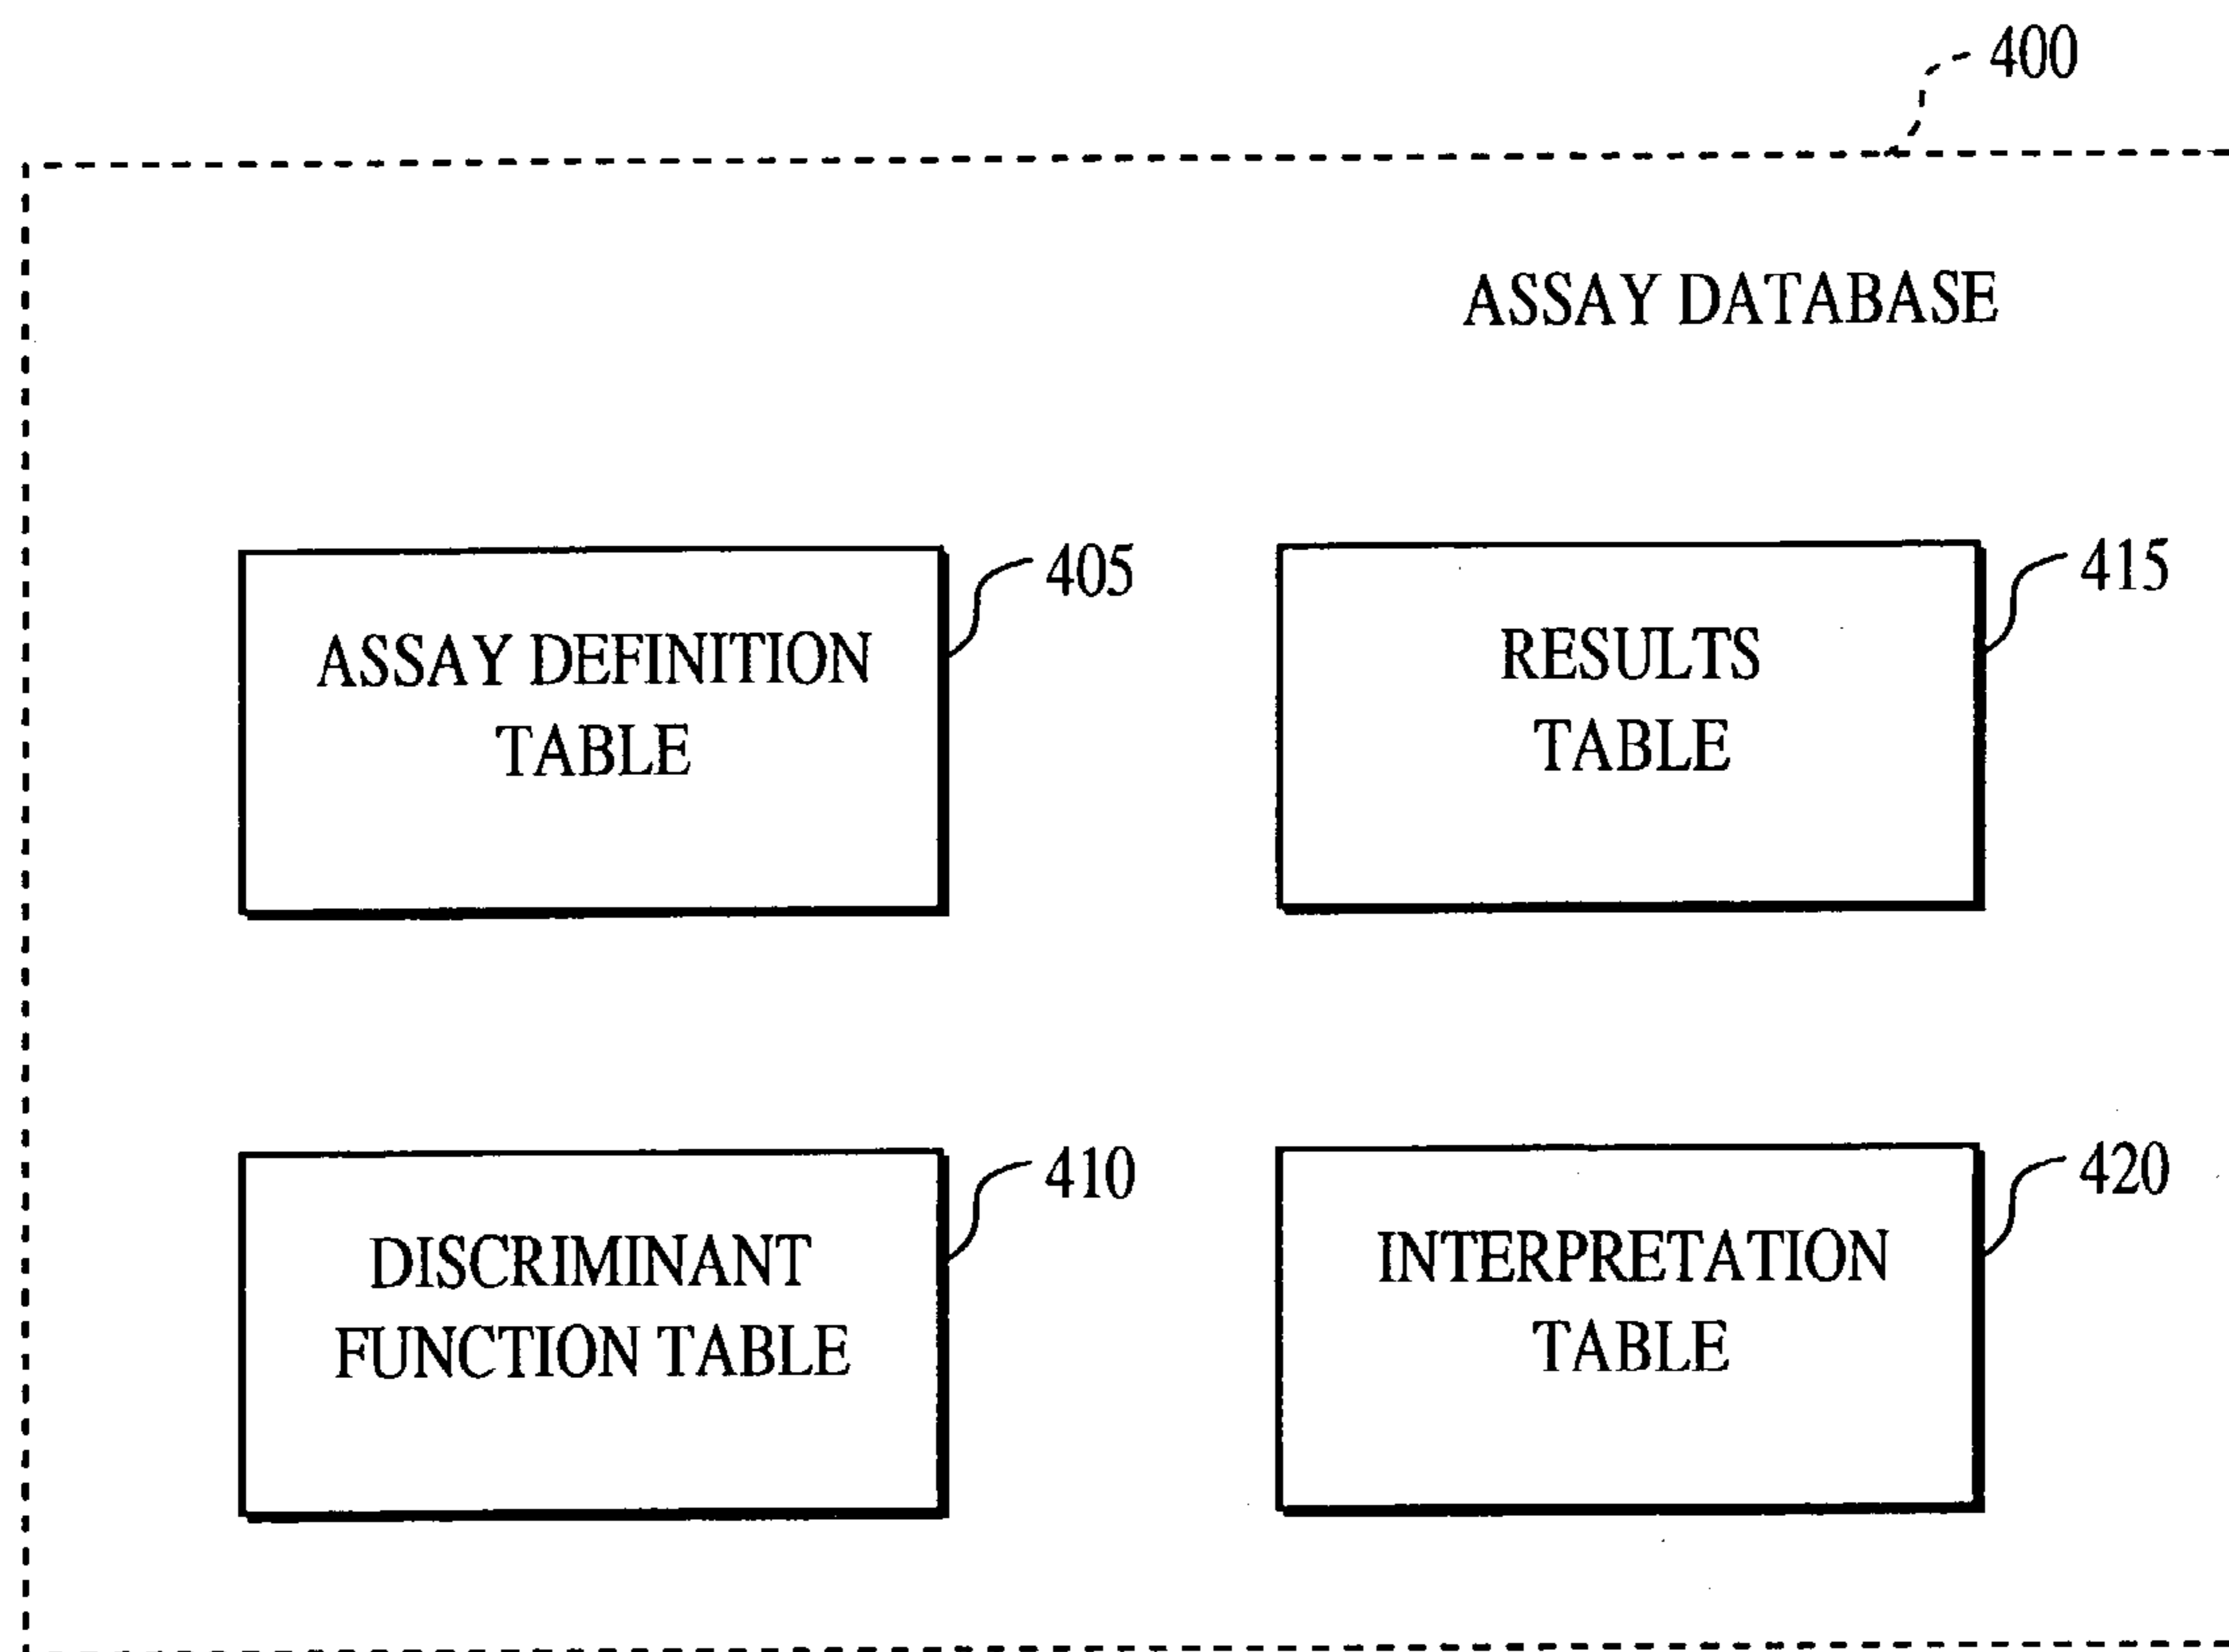 400
ASSAY DATABASE
ASSAY DEFINITION
TABLE
405
RESULTS
TABLE
415
DISCRIMINANT
FUNCTION TABLE
410
INTERPRETATION
TABLE
420